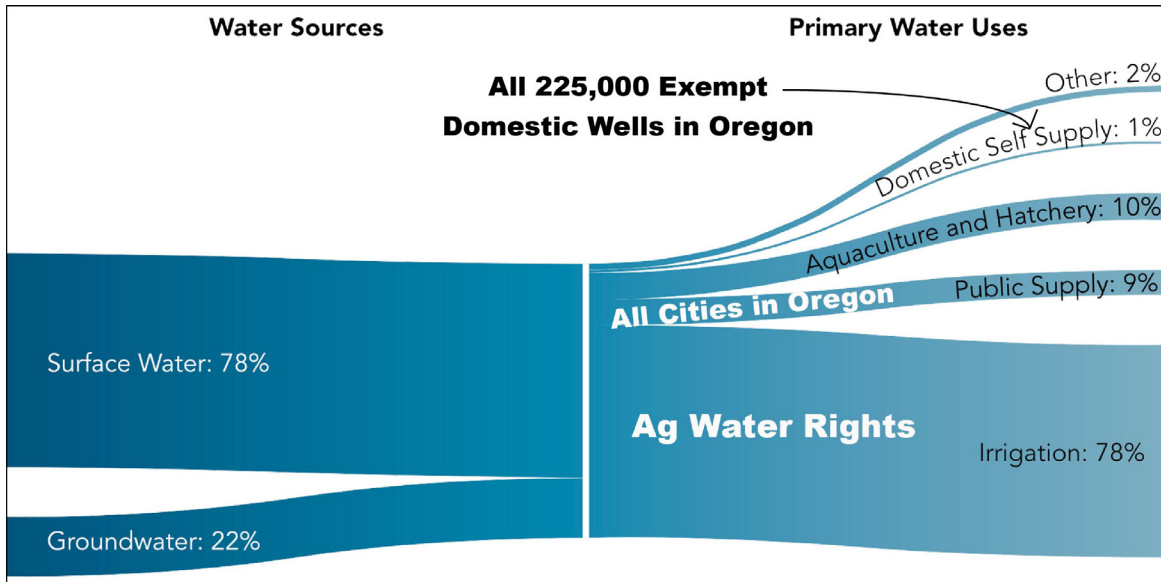 Water Sources
Primary Water Uses
All 225,000 Exempt
Domestic Wells in Oregon
Other: 2%
Domestic Self Supply: 1%
Aquaculture and Hatchery: 10%
All Cities in Oregon
Public Supply: 9%
Surface Water: 78%
Ag Water Rights
Irrigation: 78%
Groundwater: 22%